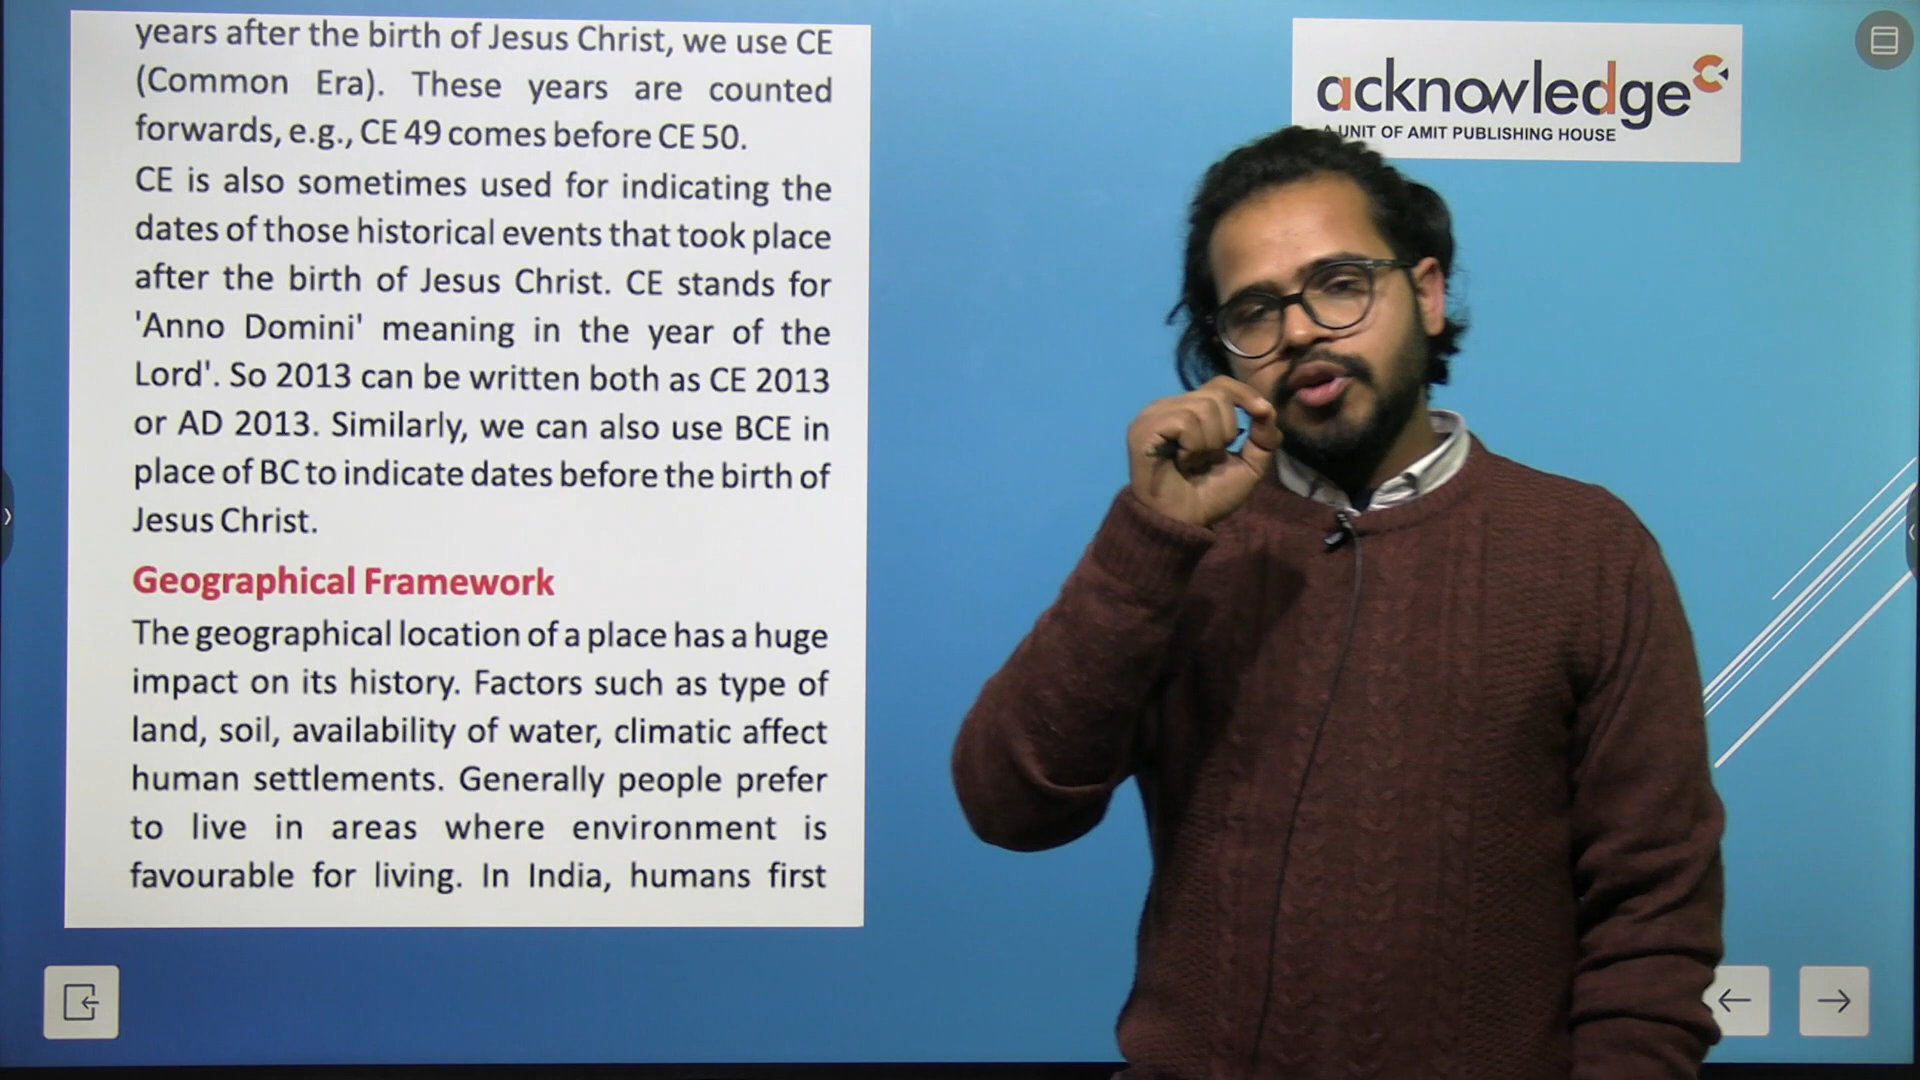 years after the birth of Jesus Christ, we use CE
(Common Era). These years are counted
forwards, e.g., CE 49 comes before CE 50.
CE is also sometimes used for indicating the
dates of those historical events that took place
after the birth of Jesus Christ. CE stands for
'Anno Domini' meaning in the year of the
Lord'. So 2013 can be written both as CE 2013
or AD 2013. Similarly, we can also use BCE in
place of BC to indicate dates before the birth of
Jesus Christ.
Geographical Framework
The geographical location of a place has a huge
impact on its history. Factors such as type of
land, soil, availability of water, climatic affect
human settlements. Generally people prefer
to live in areas where environment is
favourable for living. In India, humans first
acknowledge
A UNIT OF AMIT PUBLISHING HOUSE